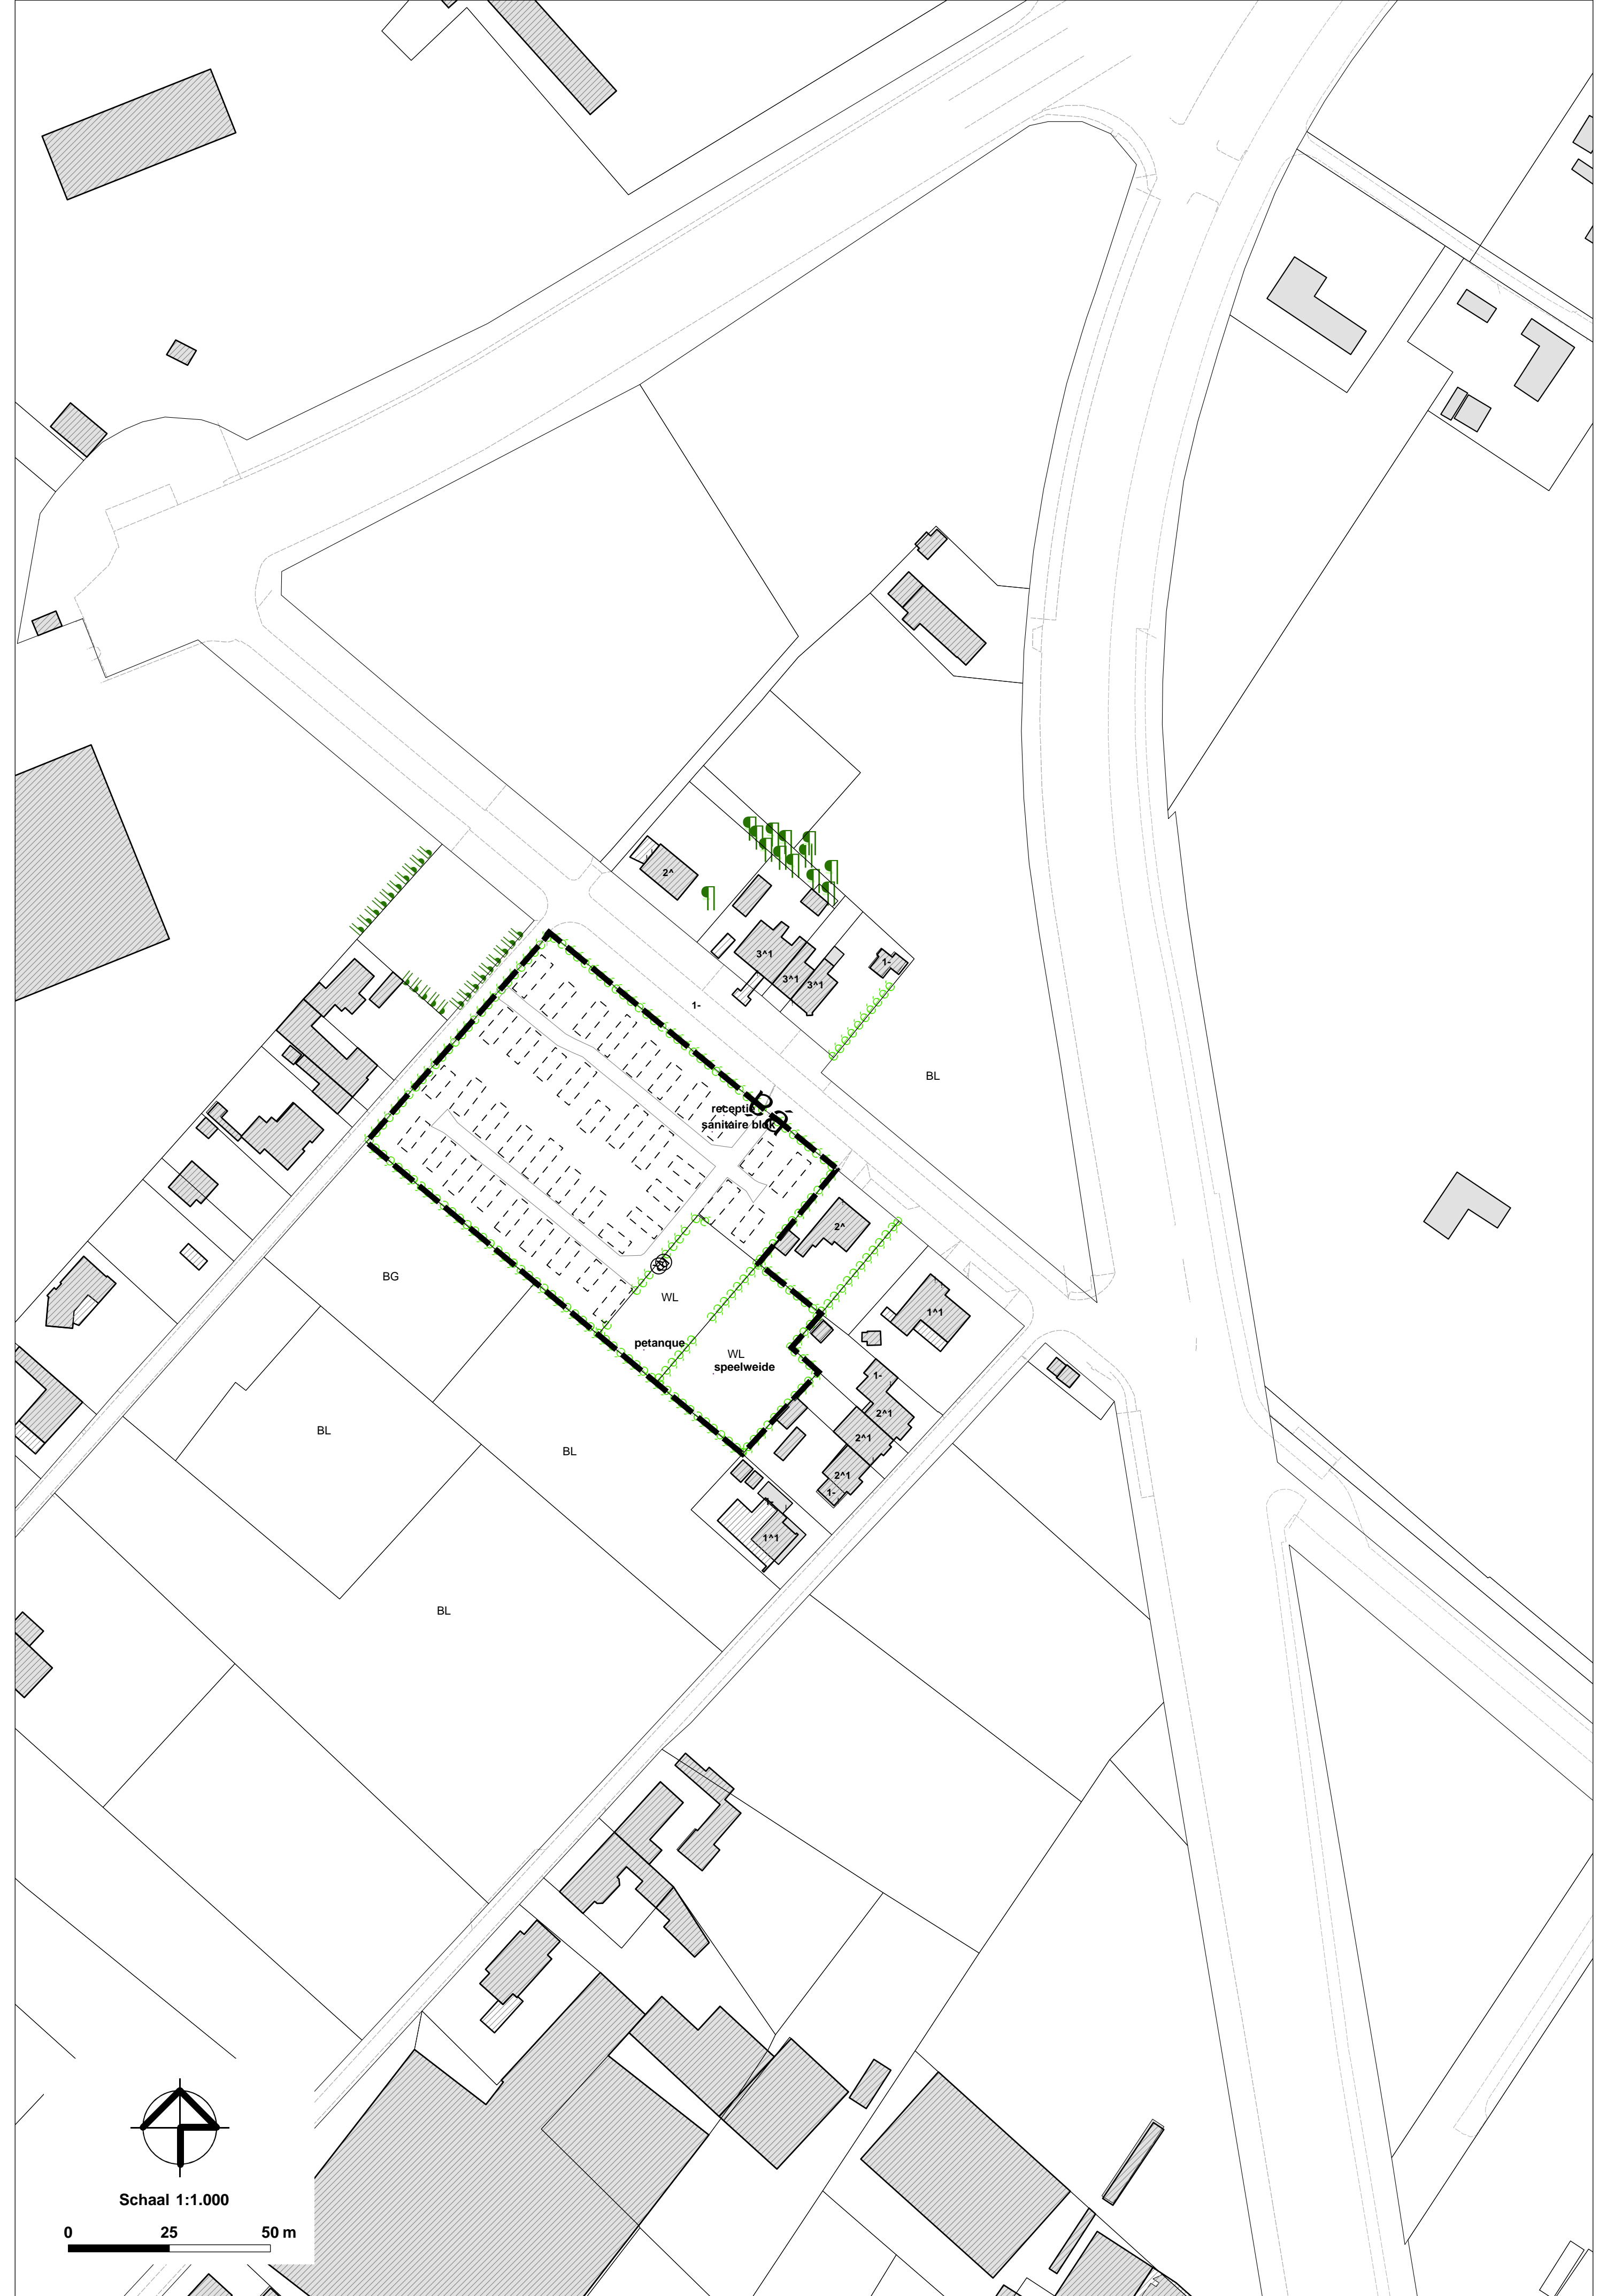 2^
3^1
3^1
3^1
1-
1-
BL
receptie
sanitaire blok
2^
BG
WL
1^1
petanque
WL
speelweide
1-
2^1
BL
2^1
BL
2^1
1-
1^1
BL
Schaal 1:1.000
0 25 50 m